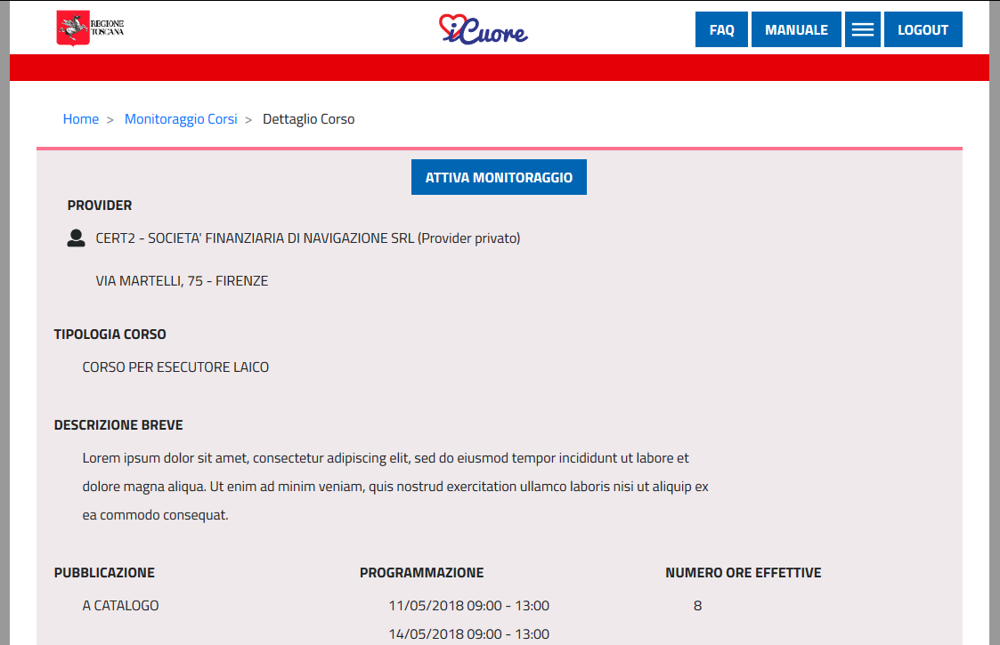 REGIONE
TOSCANA
iCuore
FAQ
MANUALE
LOGOUT
Home > Monitoraggio Corsi > Dettaglio Corso
ATTIVA MONITORAGGIO
PROVIDER
CERT2 - SOCIETA' FINANZIARIA DI NAVIGAZIONE SRL (Provider privato)
VIA MARTELLI, 75 - FIRENZE
TIPOLOGIA CORSO
CORSO PER ESECUTORE LAICO
DESCRIZIONE BREVE
Lorem ipsum dolor sit amet, consectetur adipiscing elit, sed do eiusmod tempor incididunt ut labore et
dolore magna aliqua. Ut enim ad minim veniam, quis nostrud exercitation ullamco laboris nisi ut aliquip ex
ea commodo consequat.
PUBBLICAZIONE
A CATALOGO
PROGRAMMAZIONE
11/05/2018 09:00 - 13:00
14/05/2018 09:00 - 13:00
NUMERO ORE EFFETTIVE
8